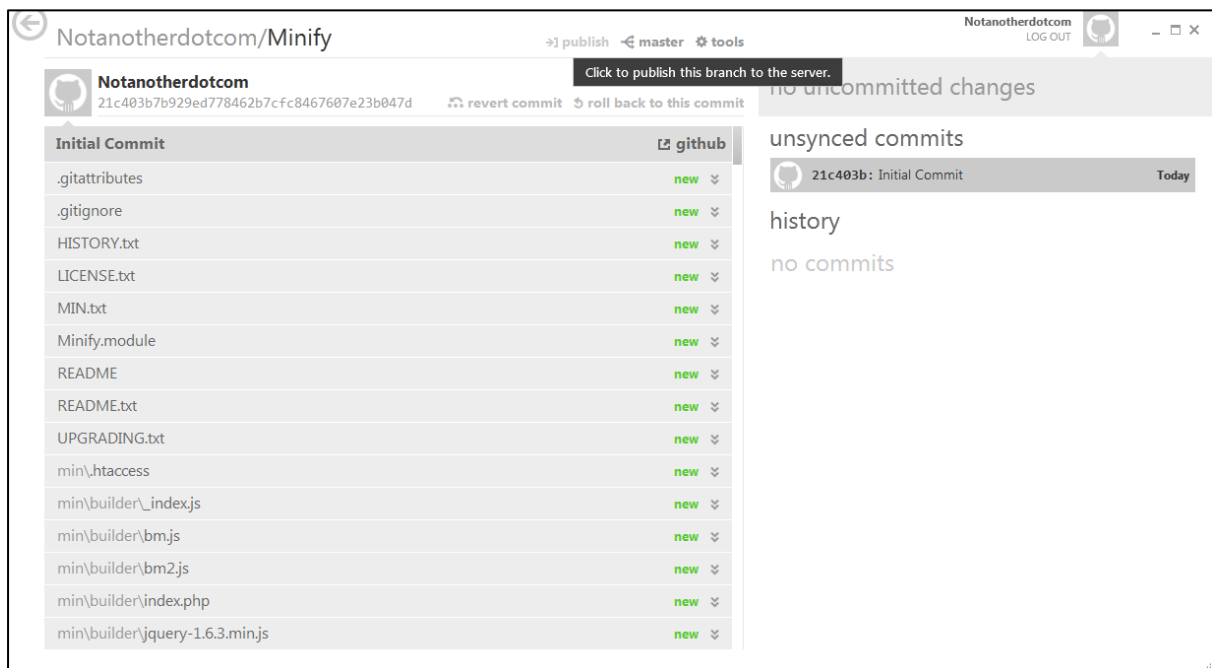 Notanotherdotcom/Minify
publish master tools
Notanotherdotcom
LOG OUT
Click to publish this branch to the server.
Notanotherdotcom
21c403b7b929ed778462b7cfc8467607e23b047d
revert commit roll back to this commit
Initial Commit github
.gitattributes new
.gitignore new
HISTORY.txt new
LICENSE.txt new
MIN.txt new
Minify.module new
README new
README.txt new
UPGRADING.txt new
min\.htaccess new
min\builder\_index.js new
min\builder\bm.js new
min\builder\bm2.js new
min\builder\index.php new
min\builder\jquery-1.6.3.min.js new
no uncommitted changes
unsynced commits
21c403b: Initial Commit Today
history
no commits